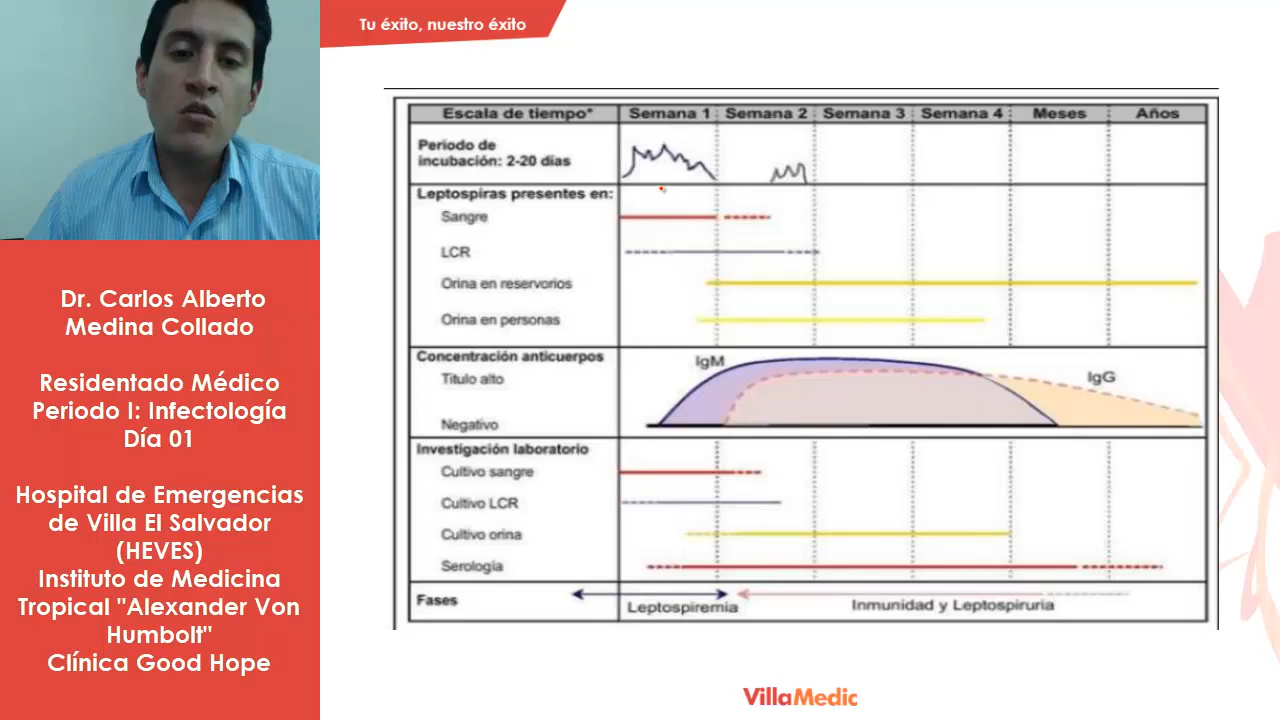 Tu éxito, nuestro éxito
Dr. Carlos Alberto
Medina Collado
Residentado Médico
Periodo I: Infectología
Día 01
Hospital de Emergencias
de Villa El Salvador
(HEVES)
Instituto de Medicina
Tropical "Alexander Von
Humbolt"
Clínica Good Hope
Escala de tiempo* Semana 1 Semana 2 Semana 3 Semana 4 Meses Años
Periodo de
incubación: 2-20 días
Leptospiras presentes en:
Sangre
LCR
Orina en reservorios
Orina en personas
Concentración anticuerpos
IgM
Titulo alto
IgG
Negativo
Investigación laboratorio
Cultivo sangre
Cultivo LCR
Cultivo orina
Serología
Fases
Leptospiremia
Inmunidad y Leptospiruria
VillaMedic